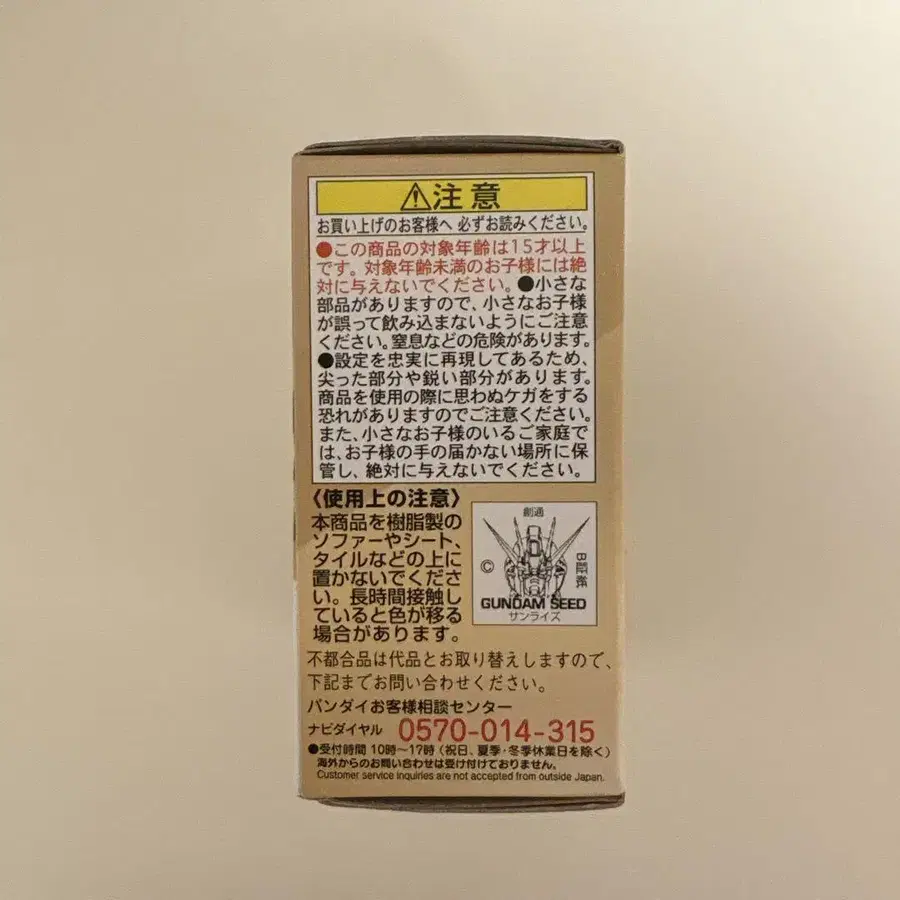 ⚠注意
お買い上げのお客様へ 必ずお読みください。
●この商品の対象年齢は15才以上
です。対象年齢未満のお子様には絶
対に与えないでください。●小さな
部品がありますので、小さなお子様
が誤って飲み込まないようにご注意
ください。窒息などの危険があります。
●設定を忠実に再現してあるため、
尖った部分や鋭い部分があります。
商品を使用の際に思わぬケガをする
恐れがありますのでご注意ください。
また、小さなお子様のいるご家庭で
は、お子様の手の届かない場所に保
管し、絶対に与えないでください。
〈使用上の注意〉
本商品を樹脂製の
ソファーやシート、
タイルなどの上に
置かないでくださ
い。長時間接触し
ていると色が移る
場合があります。
創通
©
GUNDAM SEED
サンライズ
不都合品は代品とお取り替えしますので、
下記までお問い合わせください。
バンダイお客様相談センター
ナビダイヤル 0570-014-315
●受付時間 10時〜17時（祝日、夏季・冬季休業日を除く）
海外からのお問い合わせは受け付けておりません。
Customer service inquiries are not accepted from outside Japan.